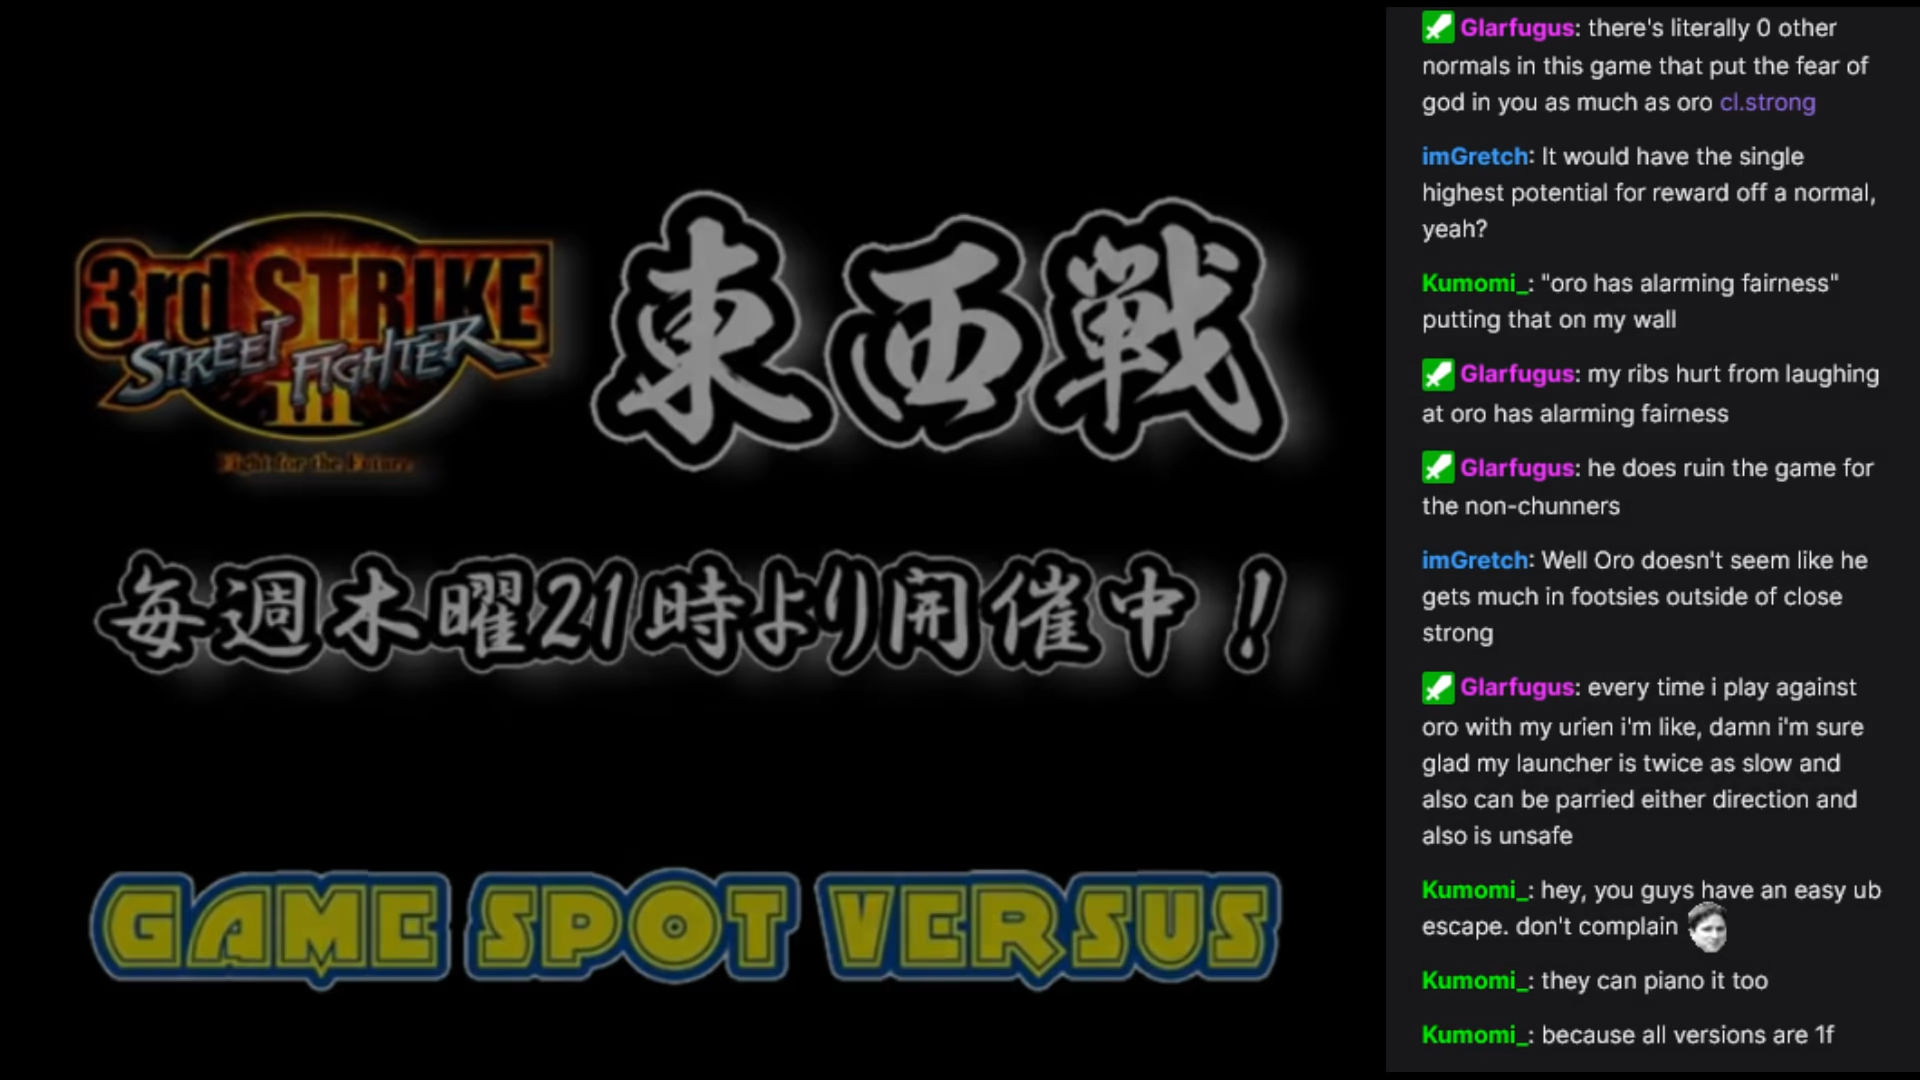 3rd STRIKE
STREET FIGHTER
III
Fight for the Future
東西戦
毎週木曜21時より開催中！
GAME SPOT VERSUS
Glarfugus: there's literally 0 other
normals in this game that put the fear of
god in you as much as oro cl.strong
imGretch: It would have the single
highest potential for reward off a normal,
yeah?
Kumomi_: "oro has alarming fairness"
putting that on my wall
Glarfugus: my ribs hurt from laughing
at oro has alarming fairness
Glarfugus: he does ruin the game for
the non-chunners
imGretch: Well Oro doesn't seem like he
gets much in footsies outside of close
strong
Glarfugus: every time i play against
oro with my urien i'm like, damn i'm sure
glad my launcher is twice as slow and
also can be parried either direction and
also is unsafe
Kumomi_: hey, you guys have an easy ub
escape. don't complain
Kumomi_: they can piano it too
Kumomi_: because all versions are 1f